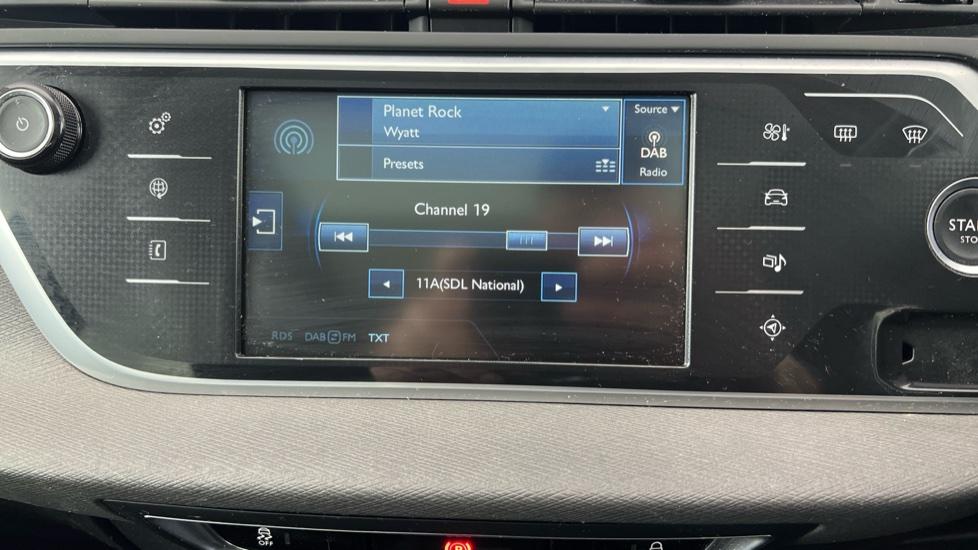 Planet Rock
Wyatt
Source
DAB
Radio
Presets
Channel 19
11A(SDL National)
RDS DAB FM TXT
STA
STO
OFF
P